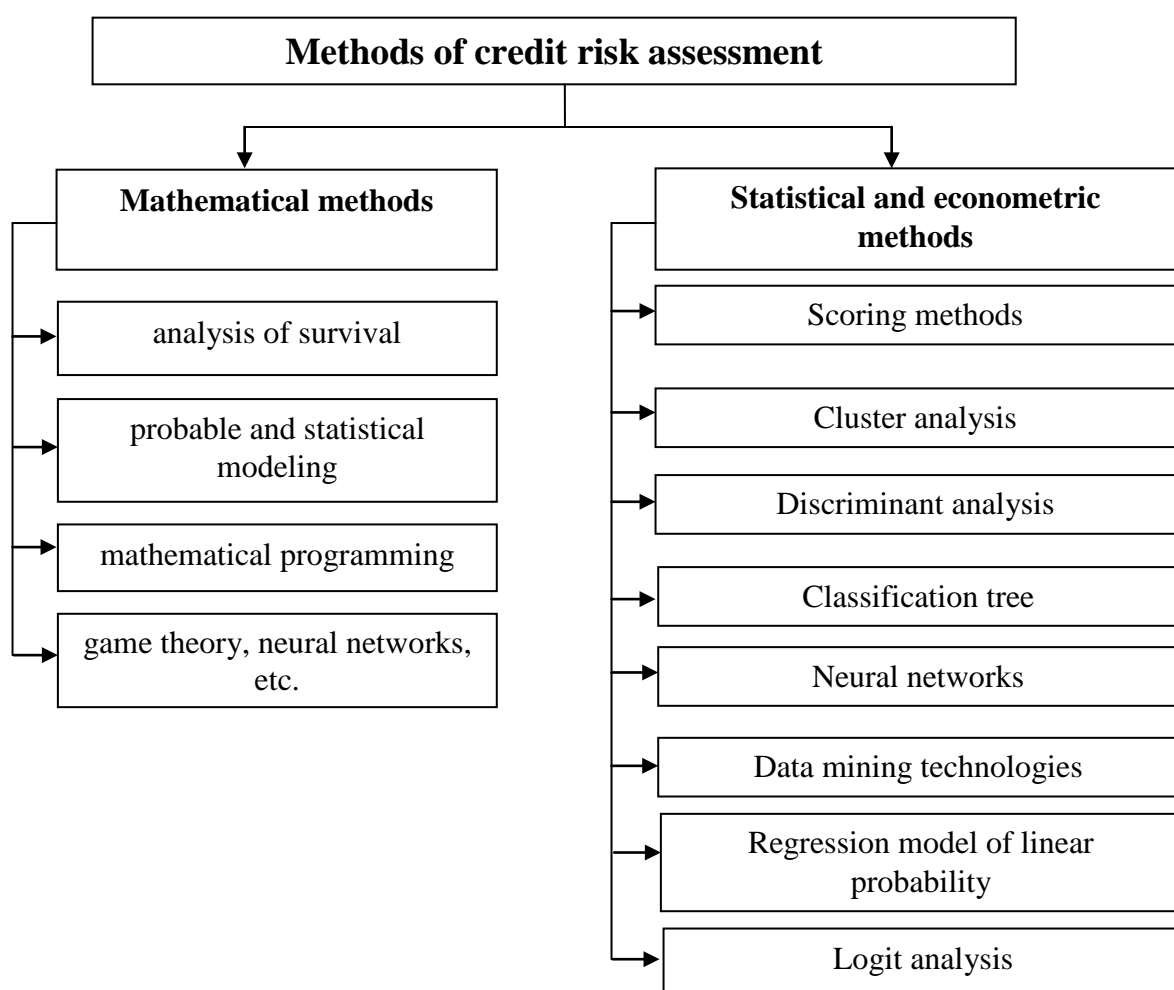 Methods of credit risk assessment
Mathematical methods
analysis of survival
probable and statistical
modeling
mathematical programming
game theory, neural networks,
etc.
Statistical and econometric
methods
Scoring methods
Cluster analysis
Discriminant analysis
Classification tree
Neural networks
Data mining technologies
Regression model of linear
probability
Logit analysis